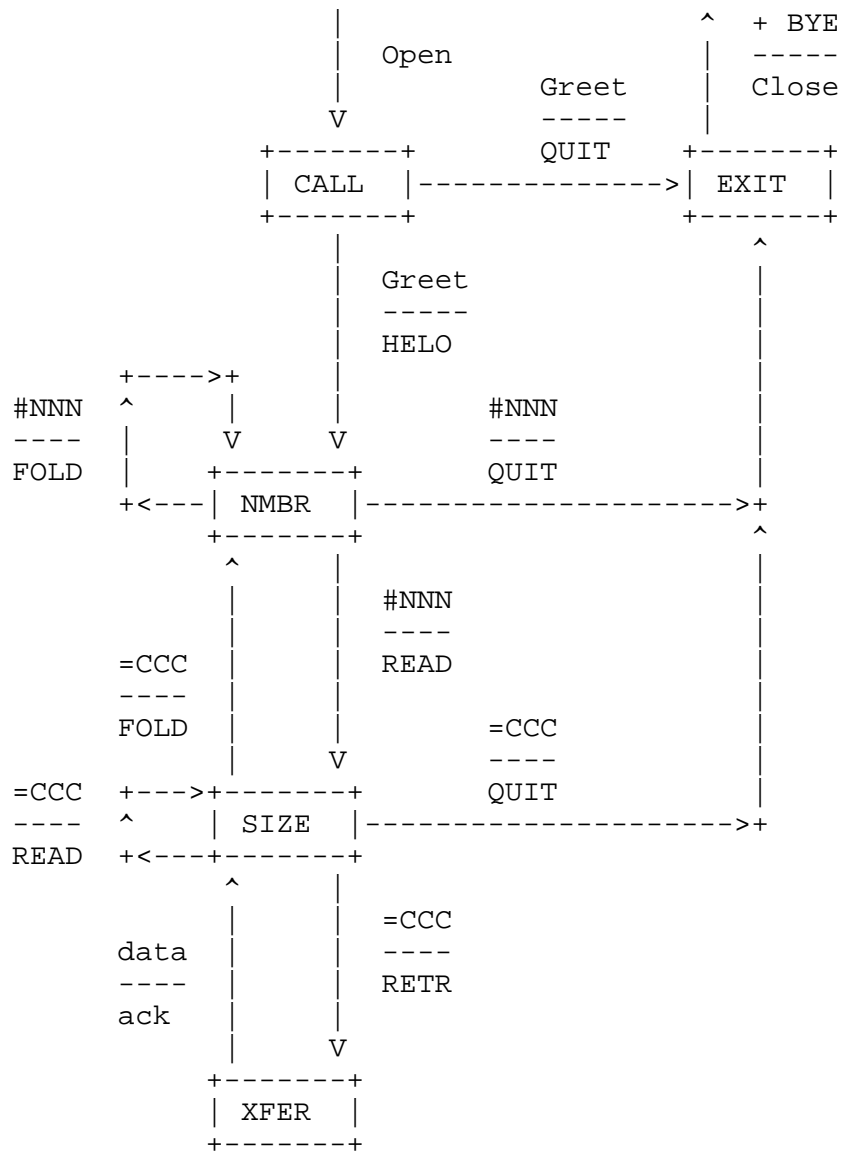 + BYE
Open -----
Greet Close
-----
QUIT
CALL EXIT
Greet
-----
HELO
#NNN #NNN
---- ----
FOLD QUIT
NMBR
#NNN
----
=CCC READ
----
FOLD =CCC
----
=CCC QUIT
---- SIZE
READ
=CCC
data ----
---- RETR
ack
XFER